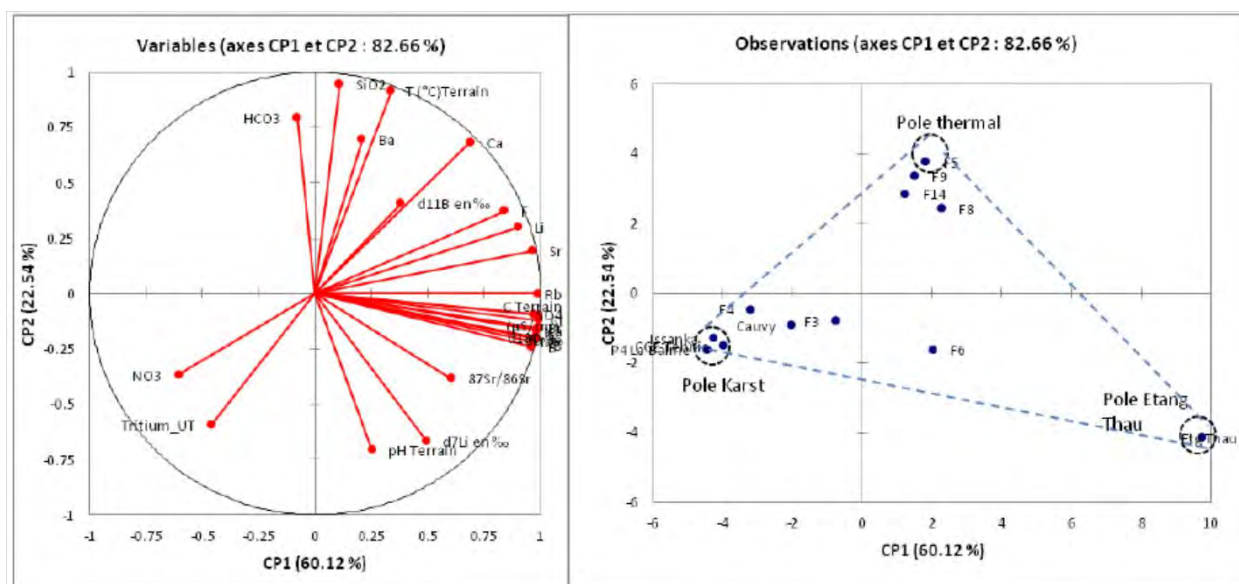 Variables (axes CP1 et CP2 : 82.66 %)
1
0.75
0.5
0.25
0
-0.25
-0.5
-0.75
-1
CP2 (22.54 %)
SiO2
T (°C)Terrain
HCO3
Ba
Ca
d11B en ‰
F
Li
Sr
Rb
C Terrain
87Sr/86Sr
NO3
Tritium_UT
d7Li en ‰
pH Terrain
-1
-0.75
-0.5
-0.25
0
0.25
0.5
0.75
1
CP1 (60.12 %)
Observations (axes CP1 et CP2 : 82.66 %)
6
4
2
0
-2
-4
-6
CP2 (22.54 %)
Pole thermal
F5
F9
F14
F8
F4
Cauvy
F3
Issanka
P4 La Balme
F6
Pole Karst
Pole Etang
Thau
Thau
-6
-4
-2
0
2
4
6
8
10
CP1 (60.12 %)